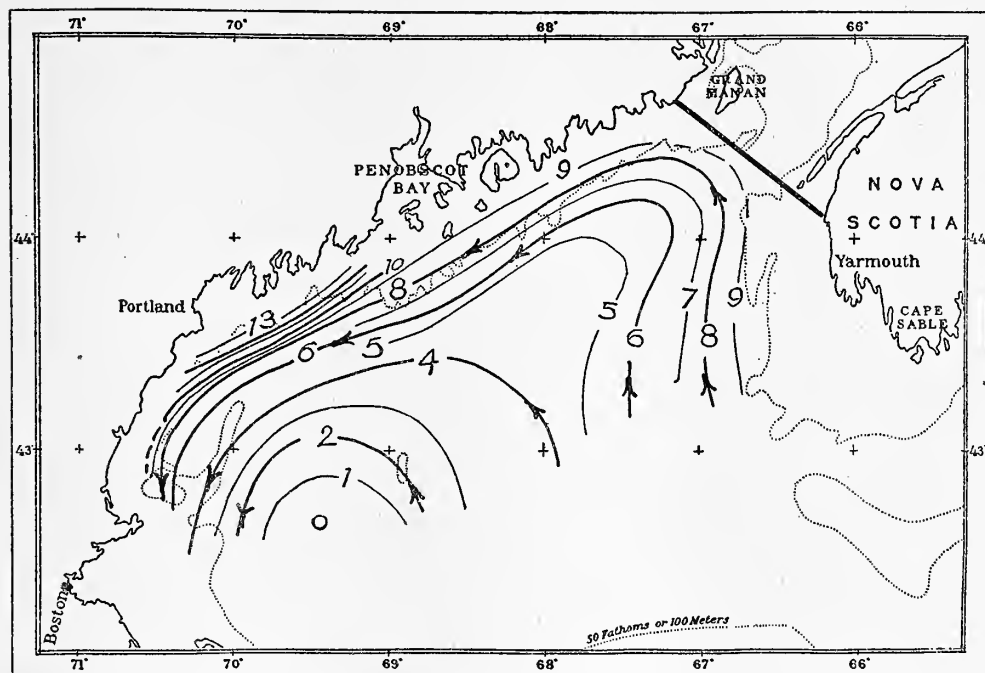 71° 70° 69° 68° 67° 66°
GRAND
MANAN
PENOBSCOT
BAY
9
NOVA
SCOTIA
44° 44°
Yarmouth
10
8
Portland
13
5 7 9
CAPE
SABLE
6 5 6 8
4
43° 43°
2
1
0
Boston
50 Fathoms or 100 Meters
71° 70° 69° 68° 67° 66°